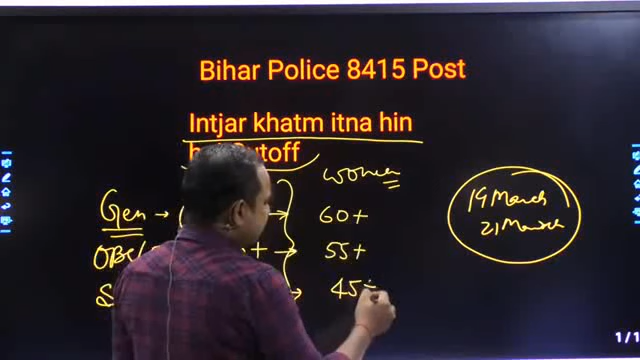 Bihar Police 8415 Post
Intjar khatm itna hin
Cutoff
women
Gen → 60+
OBC/ + → 55+
S → 45+
19 March
21 March
1/1